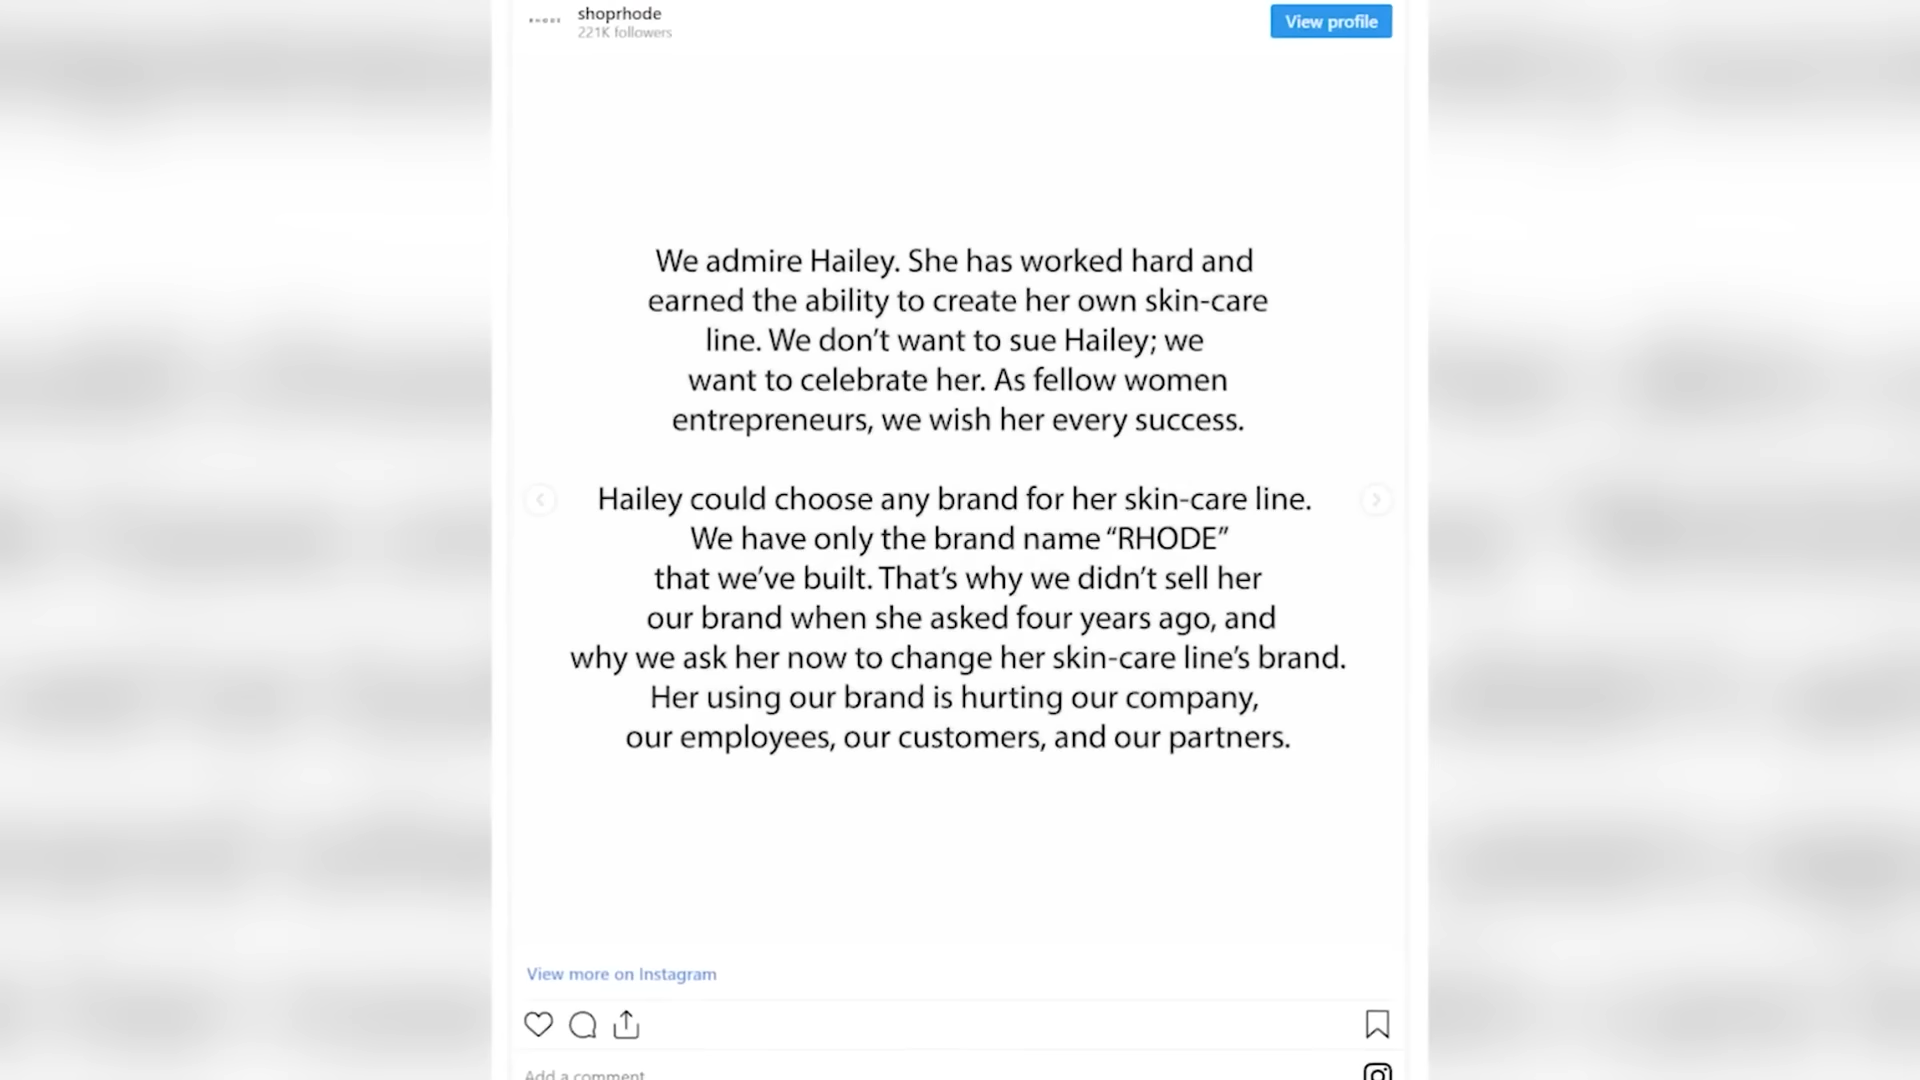 RHODE
shoprhode
221K followers
View profile
We admire Hailey. She has worked hard and
earned the ability to create her own skin-care
line. We don’t want to sue Hailey; we
want to celebrate her. As fellow women
entrepreneurs, we wish her every success.
Hailey could choose any brand for her skin-care line.
We have only the brand name “RHODE”
that we’ve built. That’s why we didn’t sell her
our brand when she asked four years ago, and
why we ask her now to change her skin-care line’s brand.
Her using our brand is hurting our company,
our employees, our customers, and our partners.
View more on Instagram
Add a comment